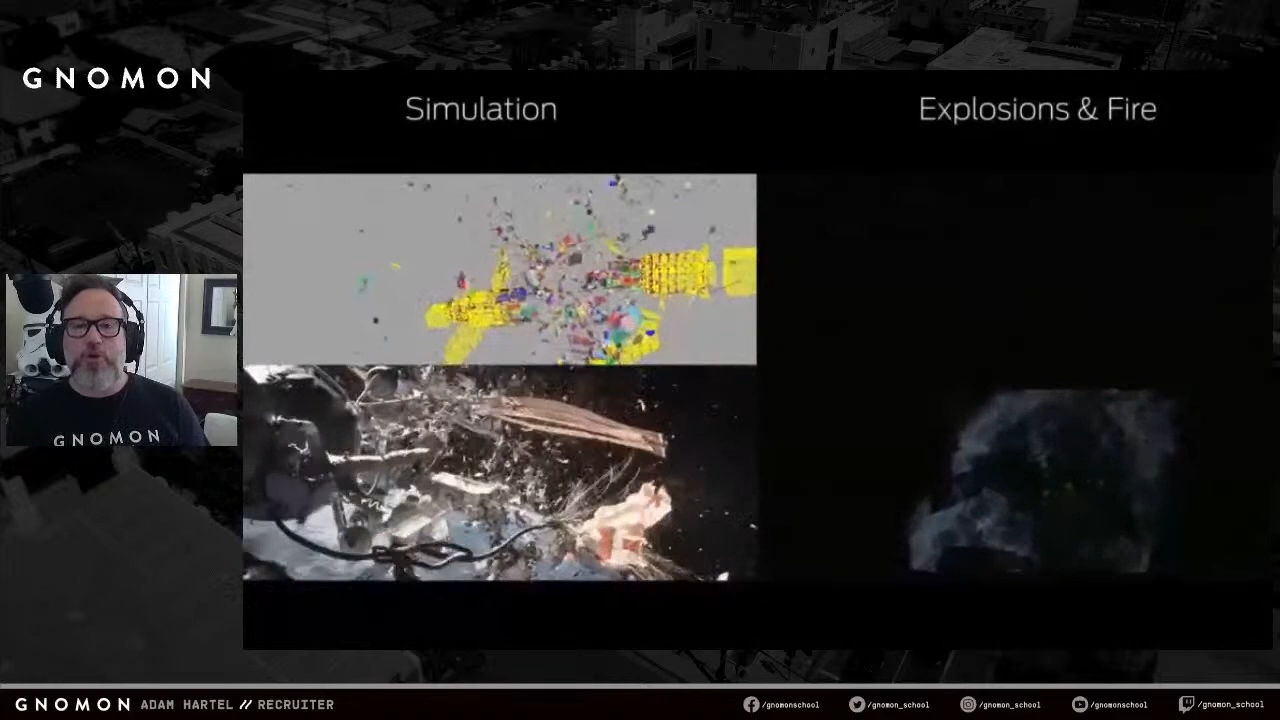 GNOMON
Simulation
Explosions & Fire
GNOMON
GNOMON ADAM HARTEL // RECRUITER
/gnomonschool
/gnomon_school
/gnomon_school
/gnomonschool
/gnomon_school